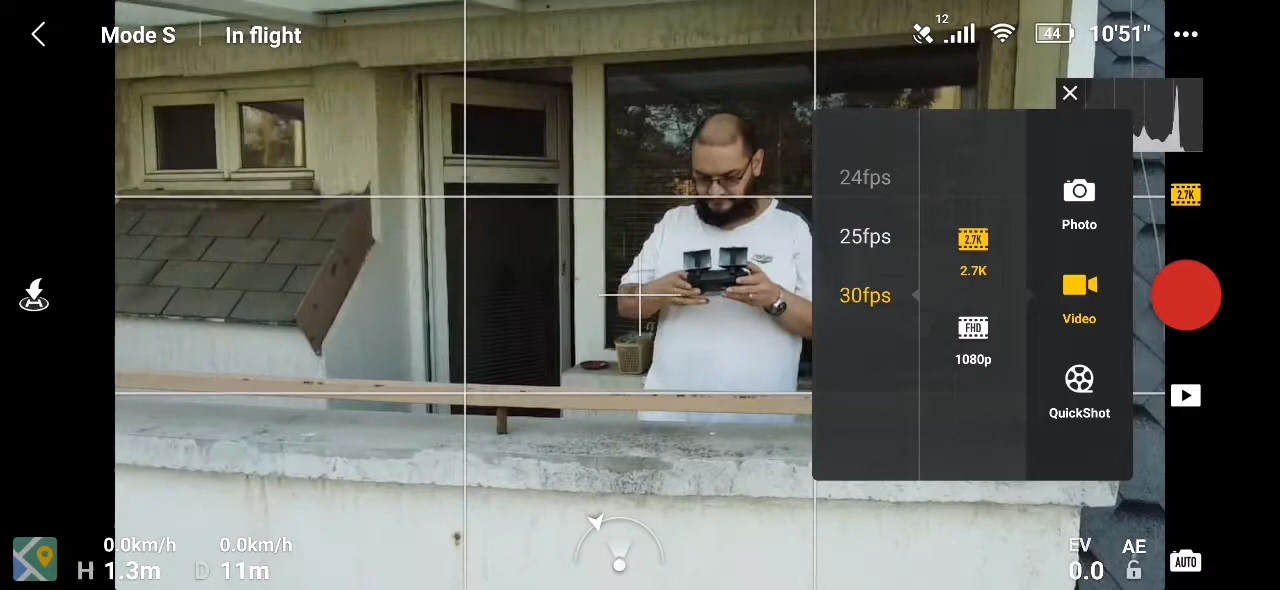 Mode S
In flight
12
44
10'51"
24fps
25fps
30fps
2.7K
2.7K
FHD
1080p
Photo
Video
QuickShot
2.7K
0.0km/h
0.0km/h
H 1.3m
D 11m
EV
0.0
AE
AUTO